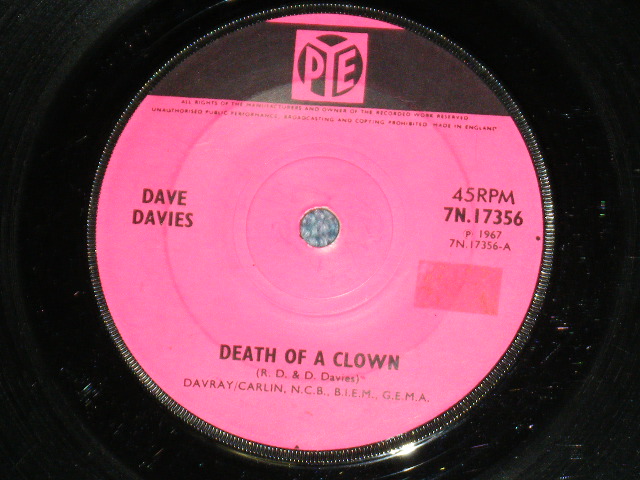 PYE
ALL RIGHTS OF THE MANUFACTURERS AND OWNER OF THE RECORDED WORK RESERVED
UNAUTHORISED PUBLIC PERFORMANCE, BROADCASTING AND COPYING PROHIBITED MADE IN ENGLAND
DAVE
DAVIES
45RPM
7N.17356
P 1967
7N.17356-A
DEATH OF A CLOWN
(R. D. & D. Davies)
DAVRAY/CARLIN, N.C.B., B.I.E.M., G.E.M.A.